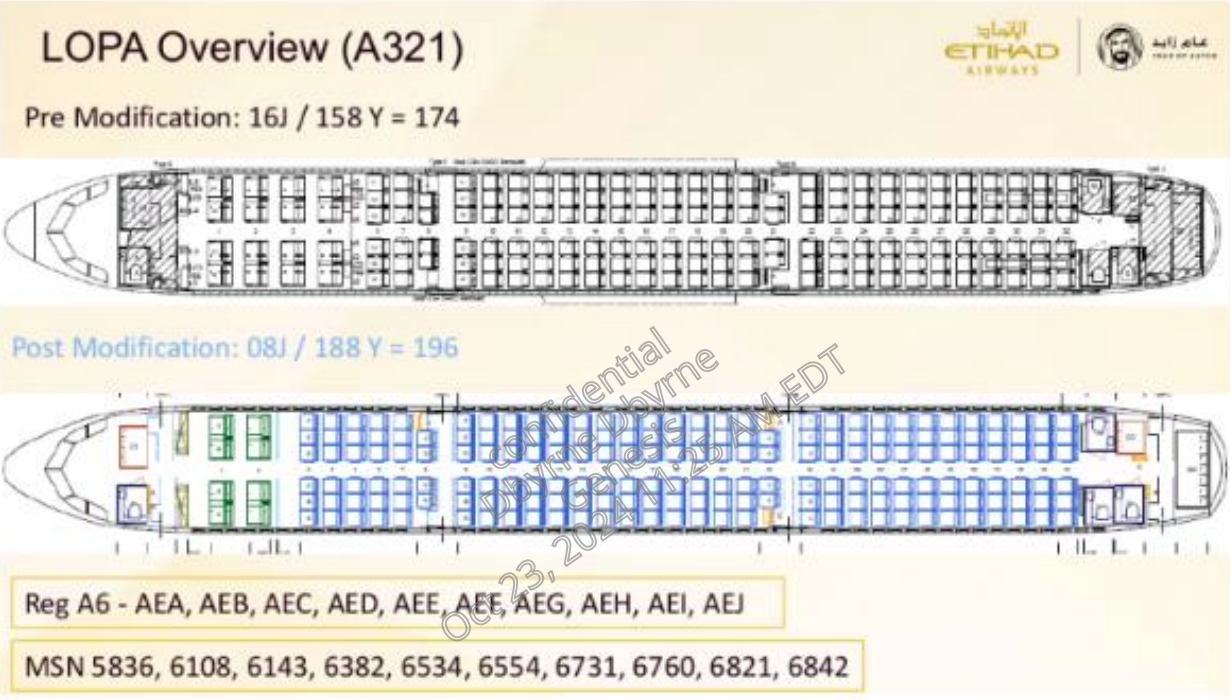 LOPA Overview (A321)
الإتحاد
ETIHAD
AIRWAYS
عام زايد
YEAR OF ZAYED
Pre Modification: 16J / 158 Y = 174
Post Modification: 08J / 188 Y = 196
Confidential
Dbyrne Dbyrne
Genesis
Oct 23, 2024 11:25 AM EDT
Reg A6 - AEA, AEB, AEC, AED, AEE, AEF, AEG, AEH, AEI, AEJ
MSN 5836, 6108, 6143, 6382, 6534, 6554, 6731, 6760, 6821, 6842